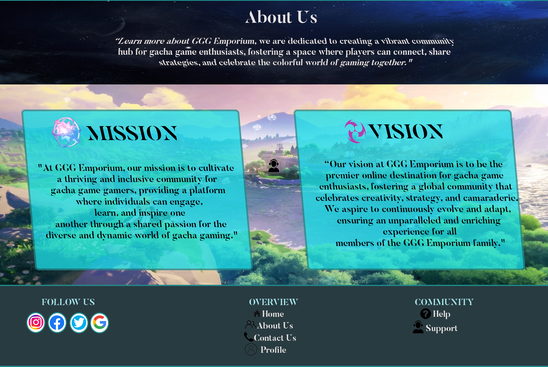 About Us
"Learn more about GGG Emporium, we are dedicated to creating a vibrant community
hub for gacha game enthusiasts, fostering a space where players can connect, share
strategies, and celebrate the colorful world of gaming together. "
MISSION
"At GGG Emporium, our mission is to cultivate
a thriving and inclusive community for
gacha game gamers, providing a platform
where individuals can engage,
learn, and inspire one
another through a shared passion for the
diverse and dynamic world of gacha gaming."
VISION
"Our vision at GGG Emporium is to be the
premier online destination for gacha game
enthusiasts, fostering a global community that
celebrates creativity, strategy, and camaraderie.
We aspire to continuously evolve and adapt,
ensuring an unparalleled and enriching
experience for all
members of the GGG Emporium family."
FOLLOW US
OVERVIEW
Home
About Us
Contact Us
Profile
COMMUNITY
Help
Support